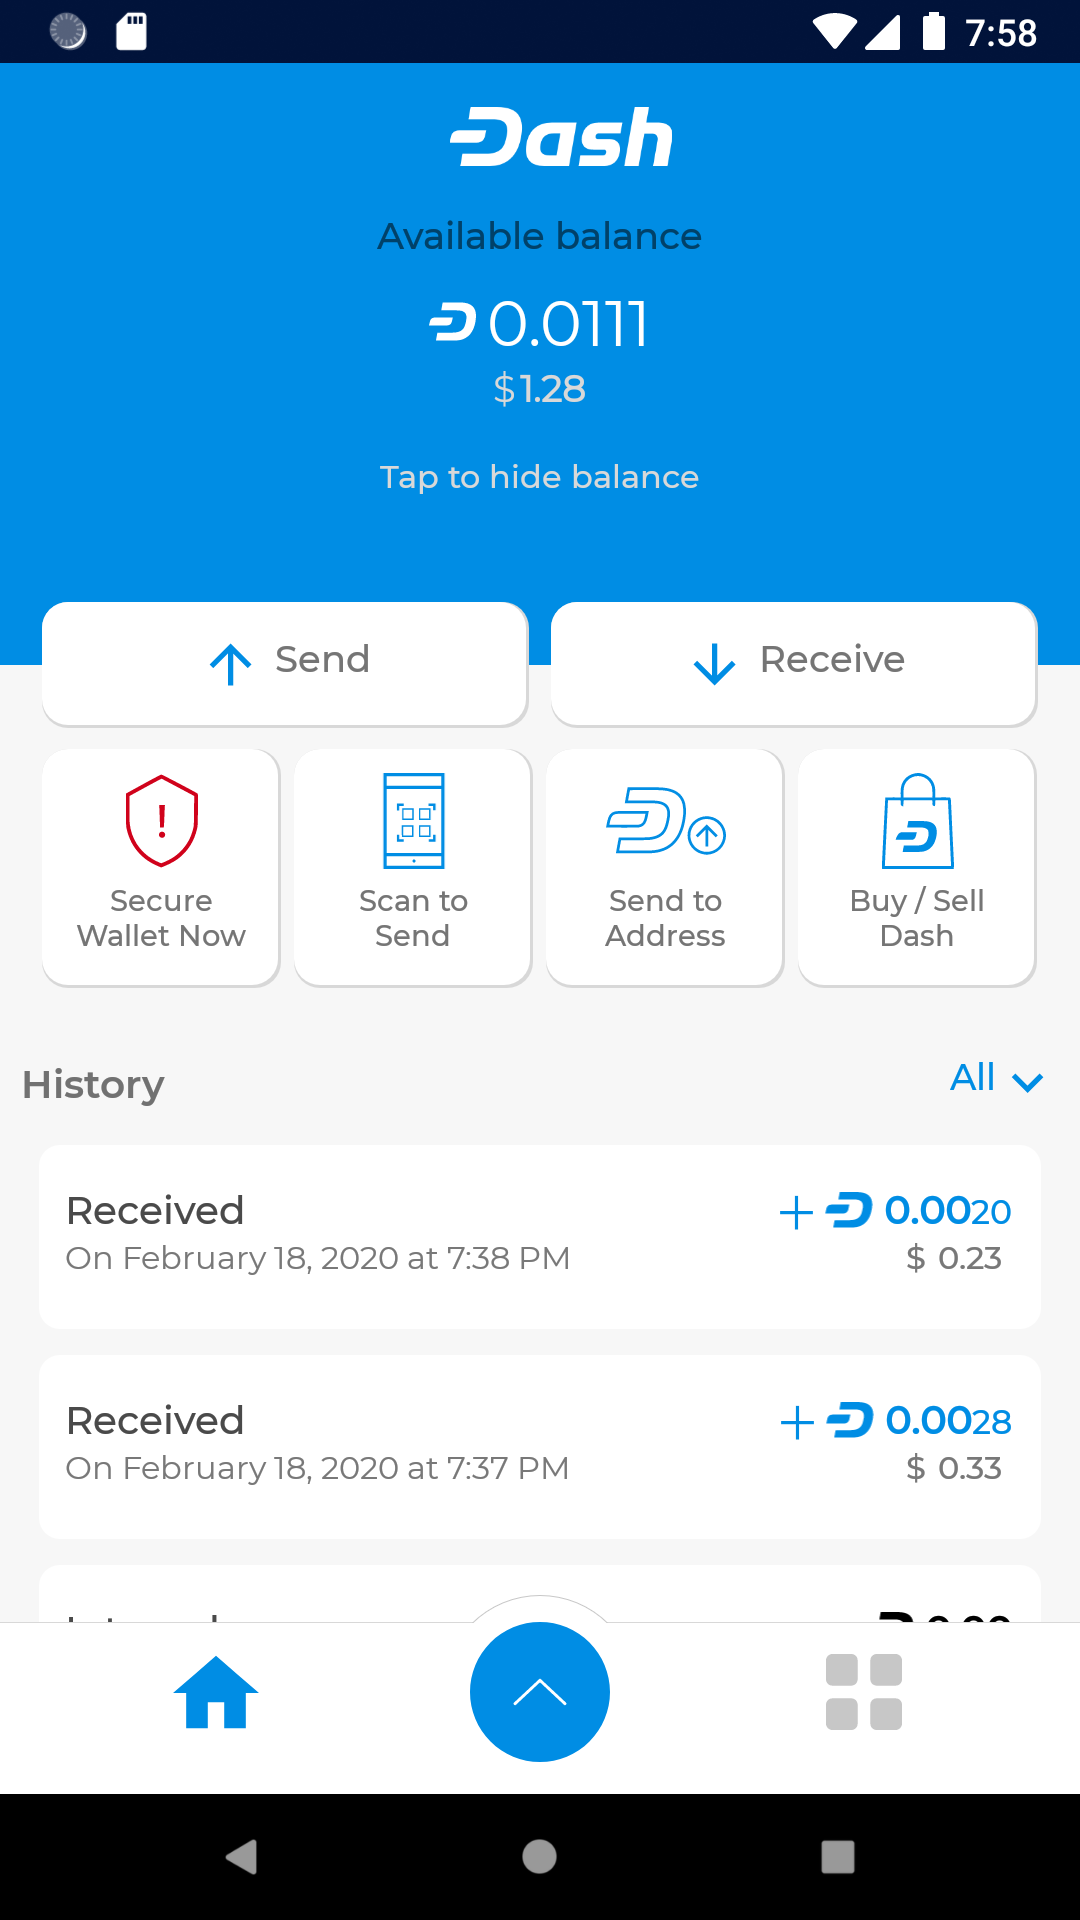 7:58
Dash
Available balance
0.0111
$1.28
Tap to hide balance
Send
Receive
Secure
Wallet Now
Scan to
Send
Send to
Address
Buy / Sell
Dash
History
All
Received
+ 0.0020
On February 18, 2020 at 7:38 PM
$ 0.23
Received
+ 0.0028
On February 18, 2020 at 7:37 PM
$ 0.33